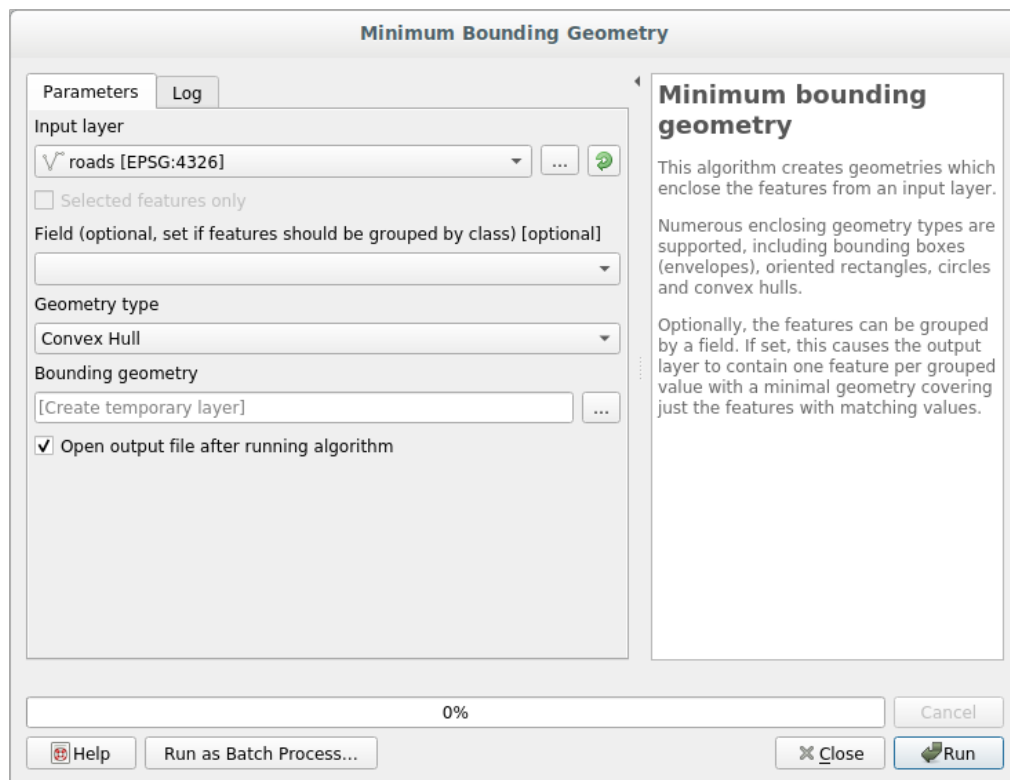 Minimum Bounding Geometry
Parameters
Log
Input layer
roads [EPSG:4326]
...
Selected features only
Field (optional, set if features should be grouped by class) [optional]
Geometry type
Convex Hull
Bounding geometry
[Create temporary layer]
...
Open output file after running algorithm
Minimum bounding
geometry
This algorithm creates geometries which
enclose the features from an input layer.
Numerous enclosing geometry types are
supported, including bounding boxes
(envelopes), oriented rectangles, circles
and convex hulls.
Optionally, the features can be grouped
by a field. If set, this causes the output
layer to contain one feature per grouped
value with a minimal geometry covering
just the features with matching values.
0%
Cancel
Help
Run as Batch Process...
Close
Run